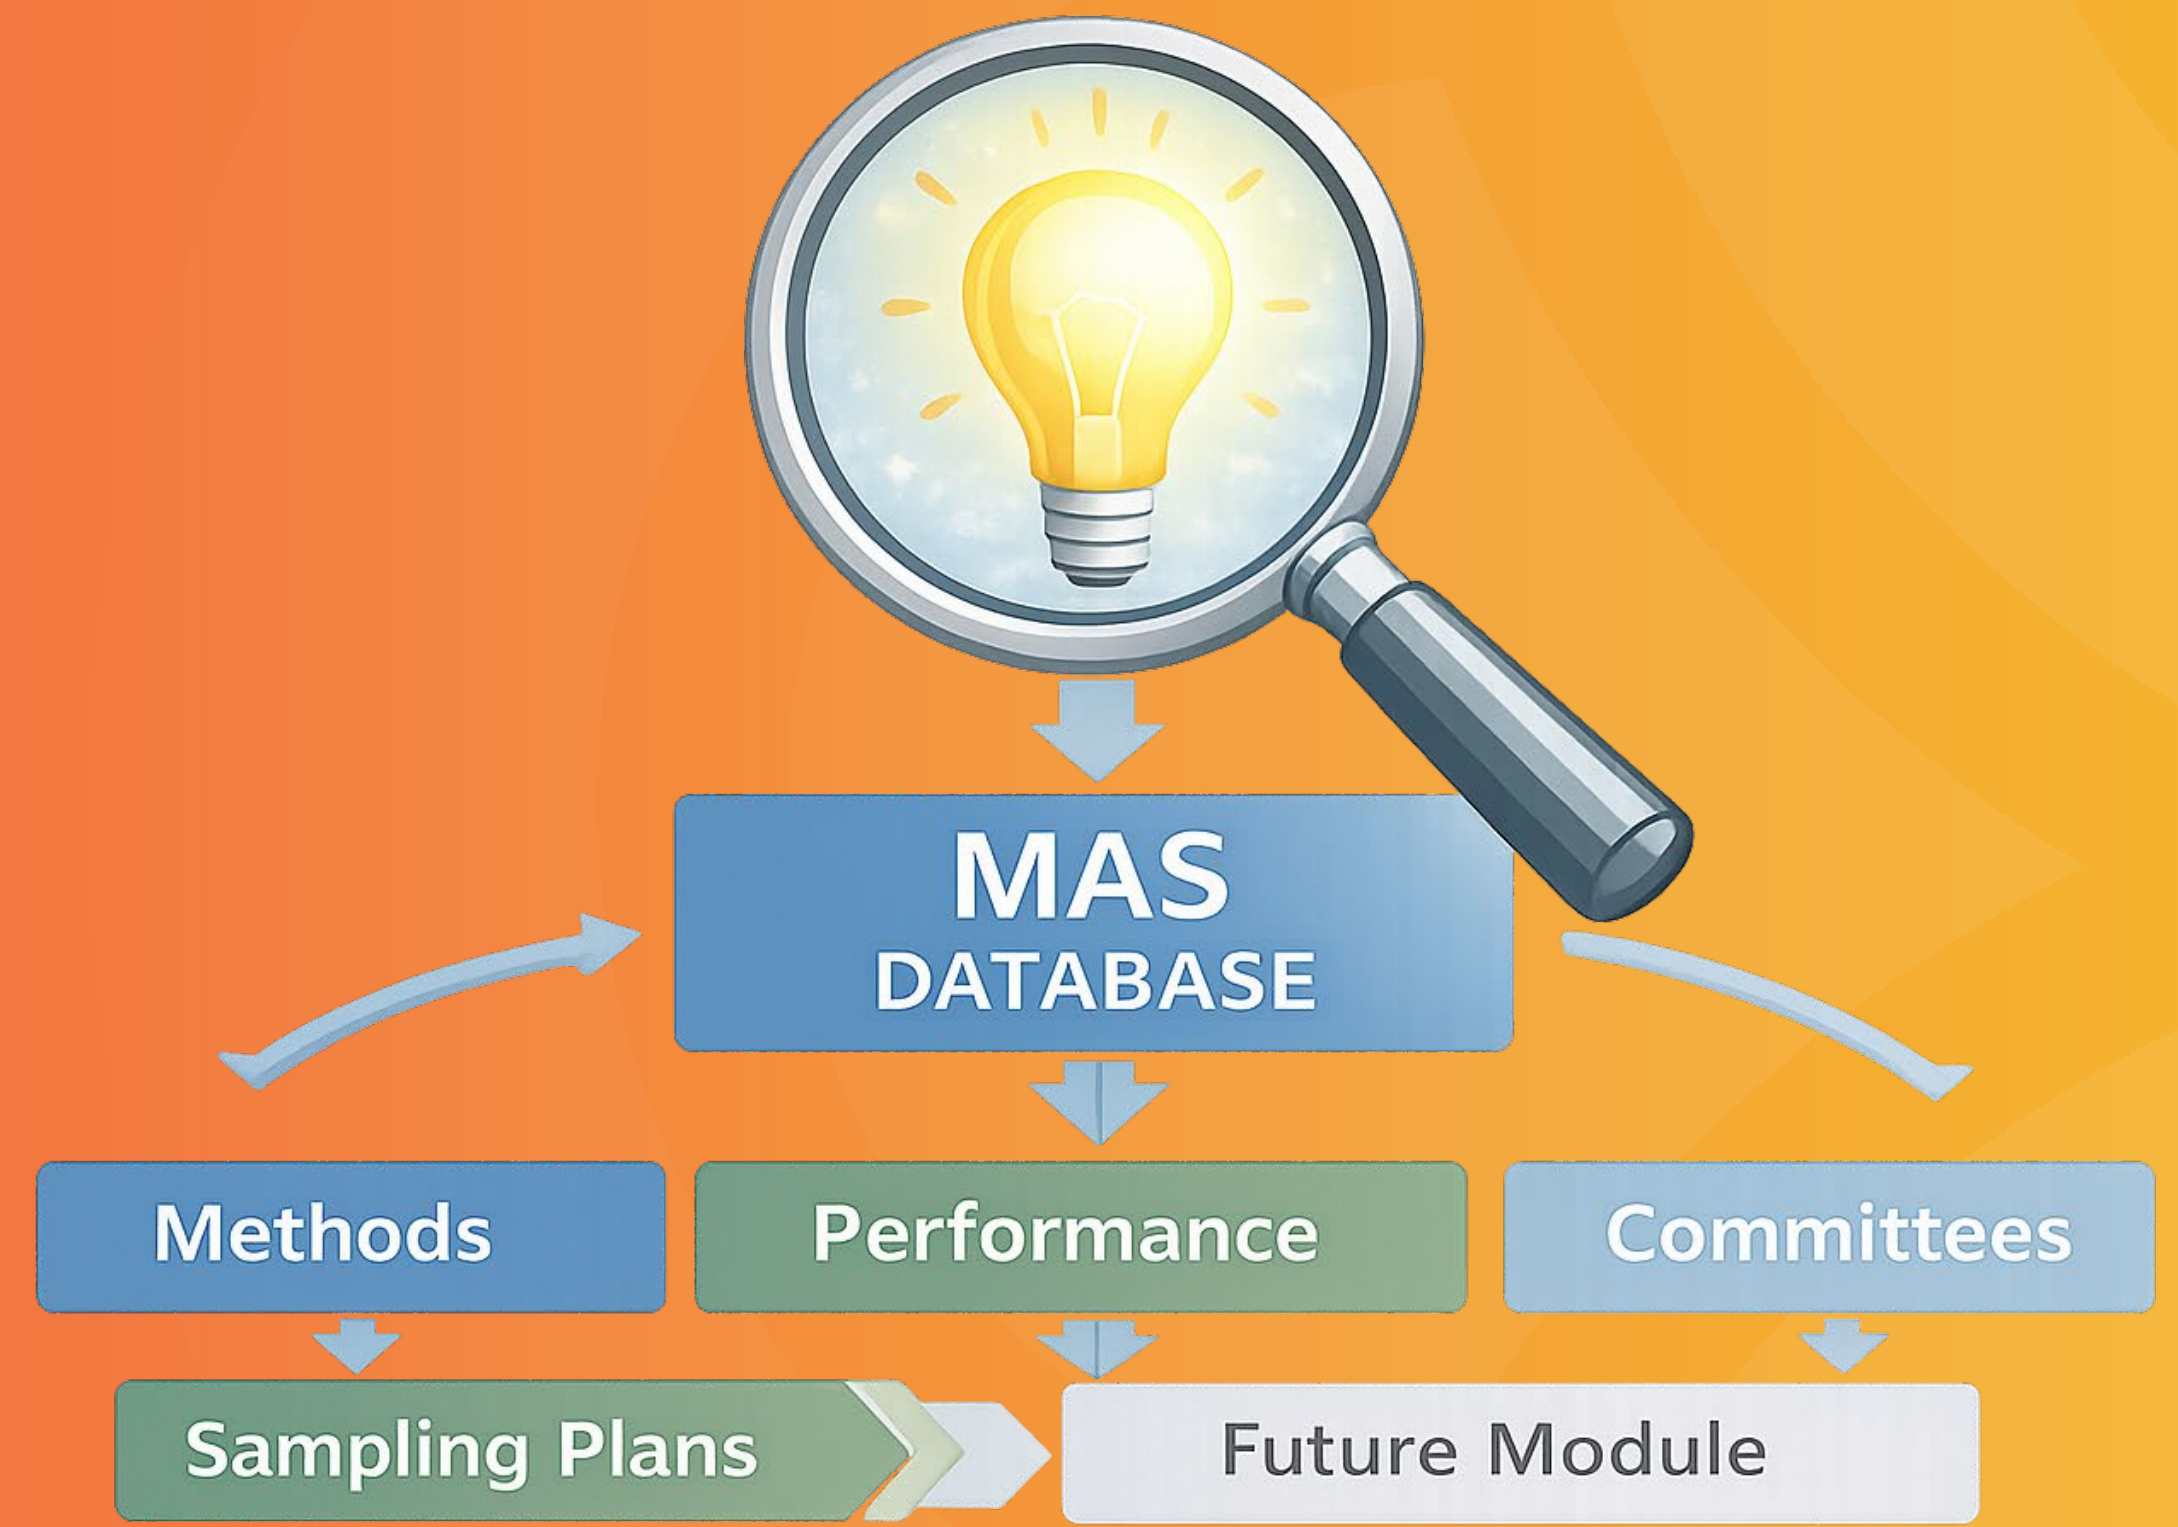 MAS
DATABASE
Methods
Performance
Committees
Sampling Plans
Future Module